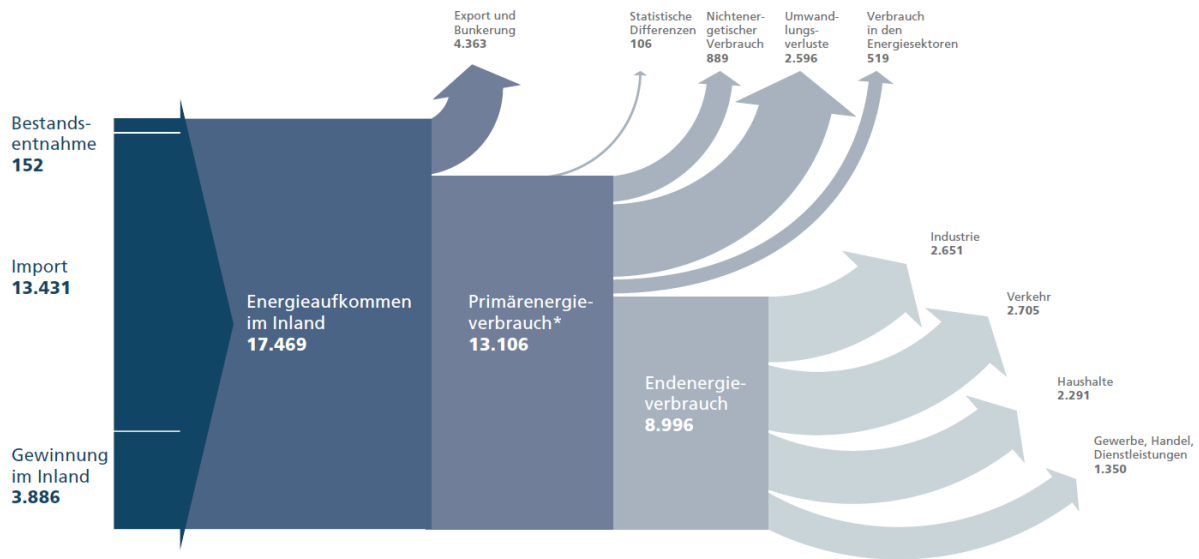 Export und
Bunkerung
4.363
Statistische
Differenzen
106
Nichtener-
getischer
Verbrauch
889
Umwand-
lungs-
verluste
2.596
Verbrauch
in den
Energiesektoren
519
Bestands-
entnahme
152
Import
13.431
Gewinnung
im Inland
3.886
Energieaufkommen
im Inland
17.469
Primärenergie-
verbrauch*
13.106
Endenergie-
verbrauch
8.996
Industrie
2.651
Verkehr
2.705
Haushalte
2.291
Gewerbe, Handel,
Dienstleistungen
1.350